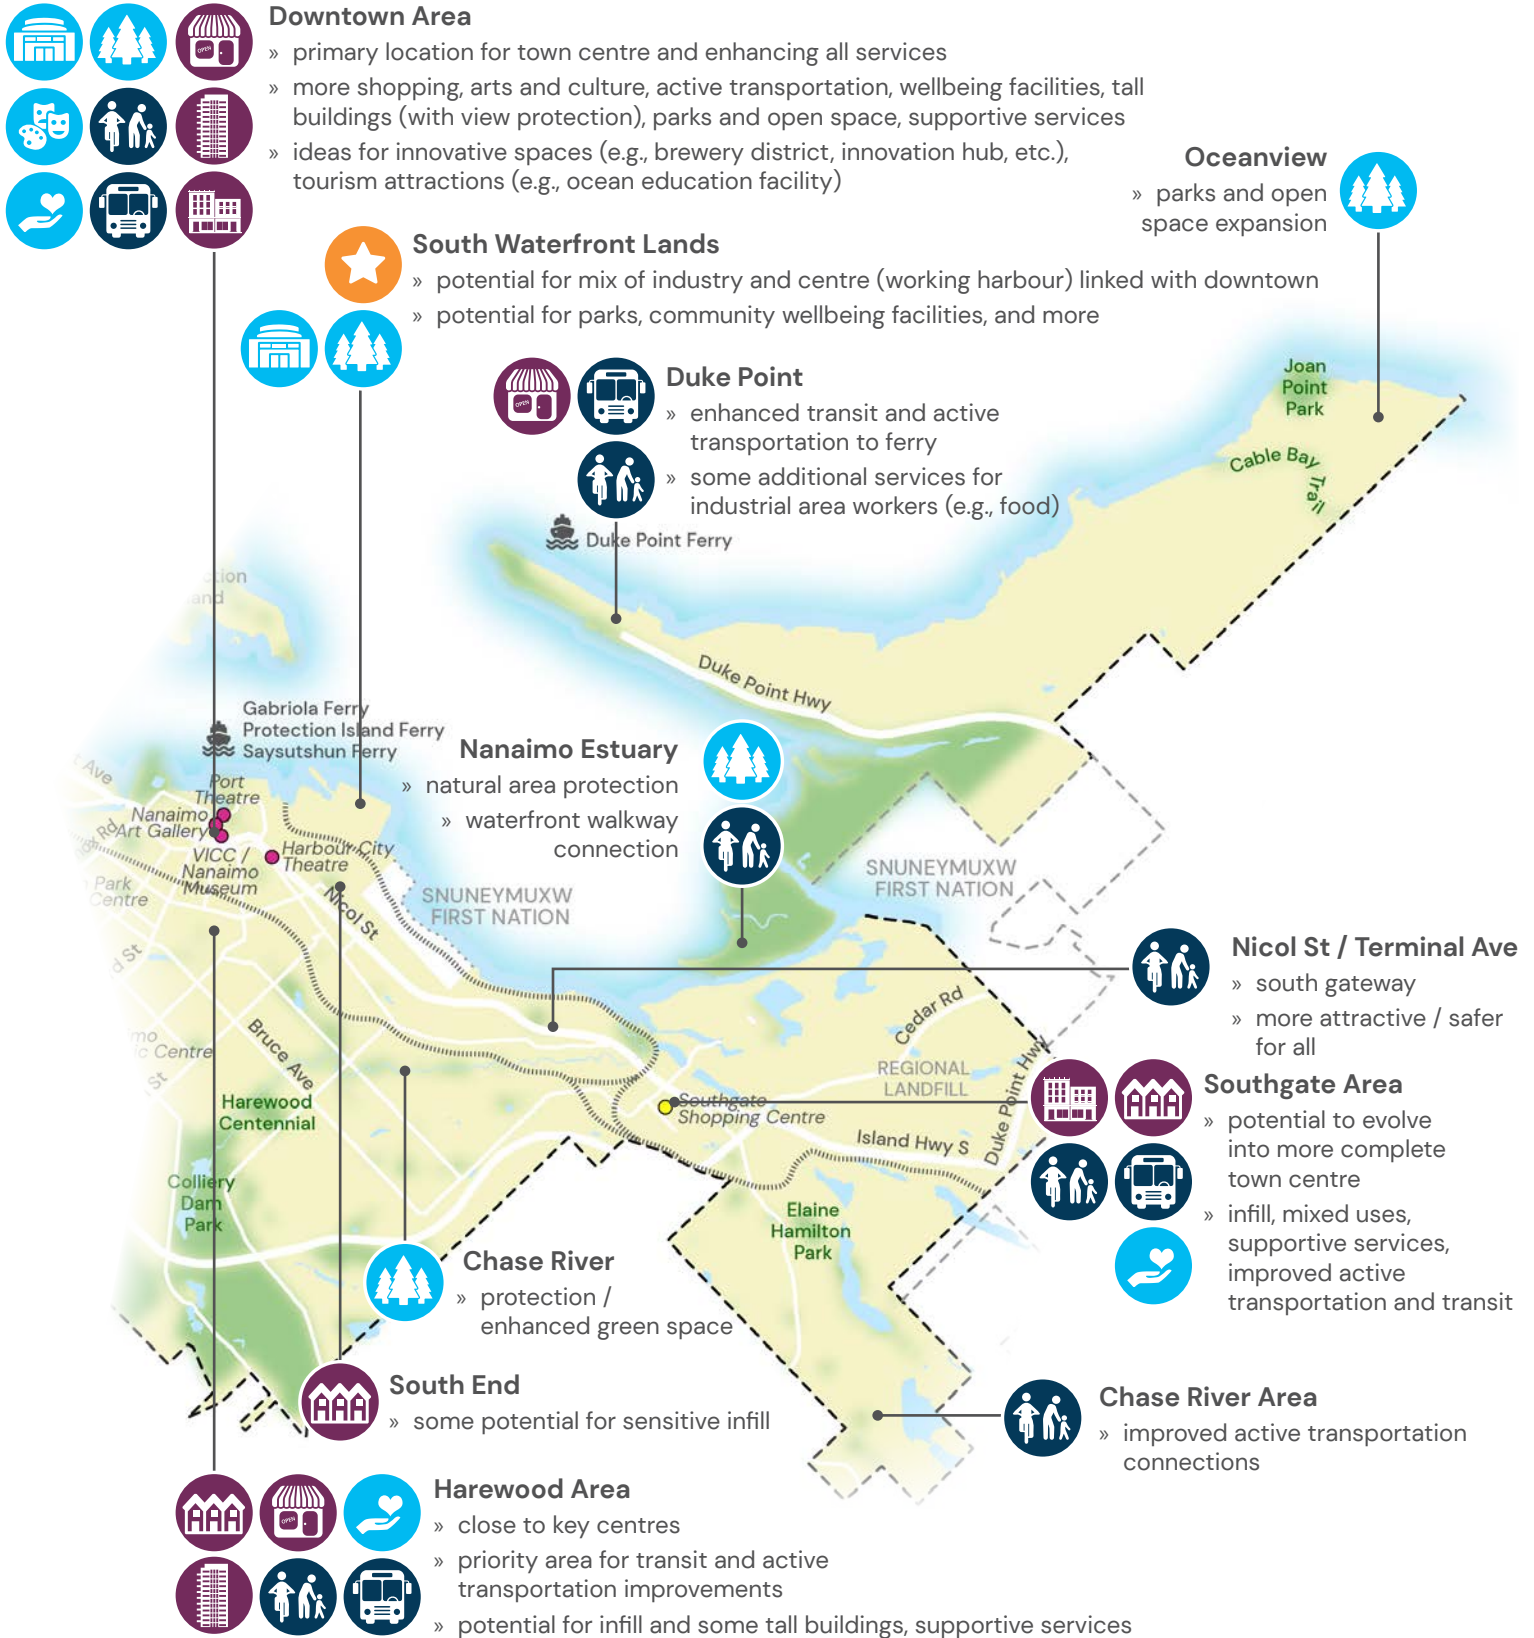 Downtown Area
» primary location for town centre and enhancing all services
» more shopping, arts and culture, active transportation, wellbeing facilities, tall
buildings (with view protection), parks and open space, supportive services
» ideas for innovative spaces (e.g., brewery district, innovation hub, etc.),
tourism attractions (e.g., ocean education facility)
OPEN
Oceanview
» parks and open
space expansion
South Waterfront Lands
» potential for mix of industry and centre (working harbour) linked with downtown
» potential for parks, community wellbeing facilities, and more
OPEN
Duke Point
» enhanced transit and active
transportation to ferry
» some additional services for
industrial area workers (e.g., food)
Joan
Point
Park
Cable Bay
Trail
Duke Point Ferry
Duke Point Hwy
Gabriola Ferry
Protection Island Ferry
Saysutshun Ferry
Nanaimo Estuary
» natural area protection
» waterfront walkway
connection
Ave
Port
Theatre
Nanaimo
Art Gallery
Rd
VICC /
Nanaimo
Museum
Harbour City
Theatre
Park
Centre
Nicol St
SNUNEYMUXW
FIRST NATION
SNUNEYMUXW
FIRST NATION
St
Nicol St / Terminal Ave
» south gateway
» more attractive / safer
for all
Cedar Rd
REGIONAL
LANDFILL
Centre
St
Bruce Ave
Harewood
Centennial
Southgate
Shopping Centre
Island Hwy S
Duke Point Hwy
Southgate Area
» potential to evolve
into more complete
town centre
» infill, mixed uses,
supportive services,
improved active
transportation and transit
Colliery
Dam
Park
Elaine
Hamilton
Park
Chase River
» protection /
enhanced green space
South End
» some potential for sensitive infill
Chase River Area
» improved active transportation
connections
OPEN
Harewood Area
» close to key centres
» priority area for transit and active
transportation improvements
» potential for infill and some tall buildings, supportive services